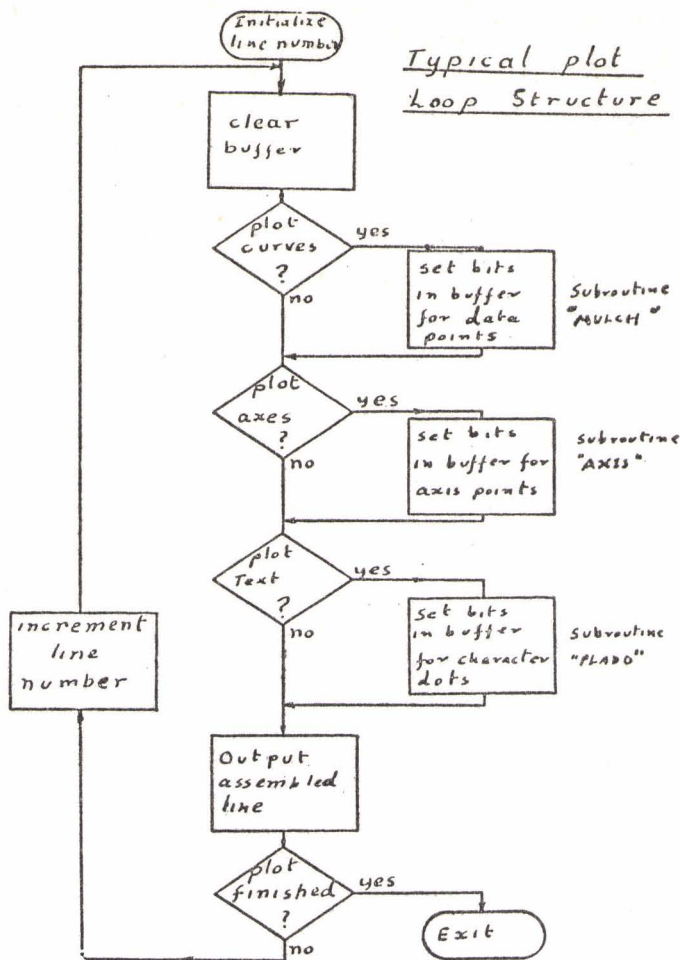 Initialize
line number
Typical plot
Loop Structure
clear
buffer
plot
curves
?
yes
no
set bits
in buffer
for data
points
Subroutine
"MULCH"
plot
axes
?
yes
no
set bits
in buffer for
axis points
Subroutine
"AXIS"
plot
Text
?
yes
no
set bits
in buffer
for character
dots
Subroutine
"PLADO"
increment
line
number
Output
assembled
line
plot
finished
?
yes
no
Exit